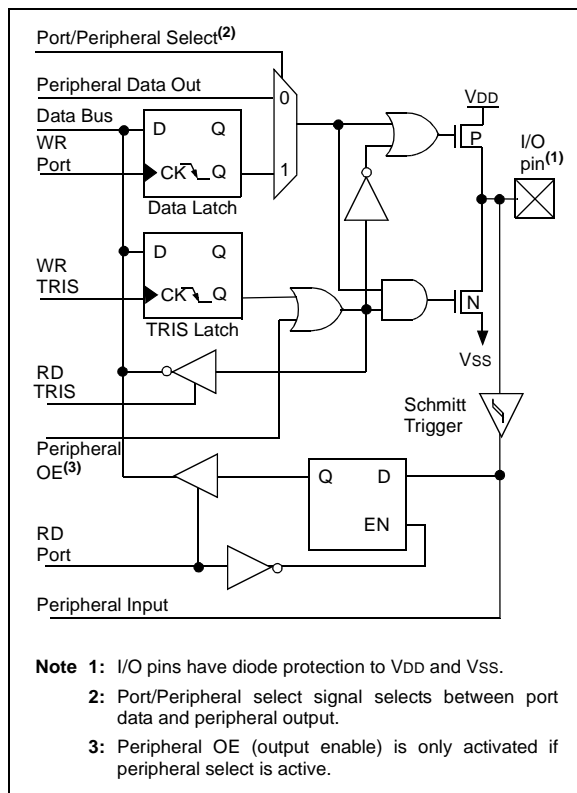 Port/Peripheral Select(2)
Peripheral Data Out
Data Bus
WR
Port
D Q
CK Q
Data Latch
0
1
VDD
P
I/O
pin(1)
WR
TRIS
D Q
CK Q
TRIS Latch
N
VSS
RD
TRIS
Schmitt
Trigger
Peripheral
OE(3)
Q D
EN
RD
Port
Peripheral Input
Note 1: I/O pins have diode protection to VDD and VSS.
2: Port/Peripheral select signal selects between port
data and peripheral output.
3: Peripheral OE (output enable) is only activated if
peripheral select is active.